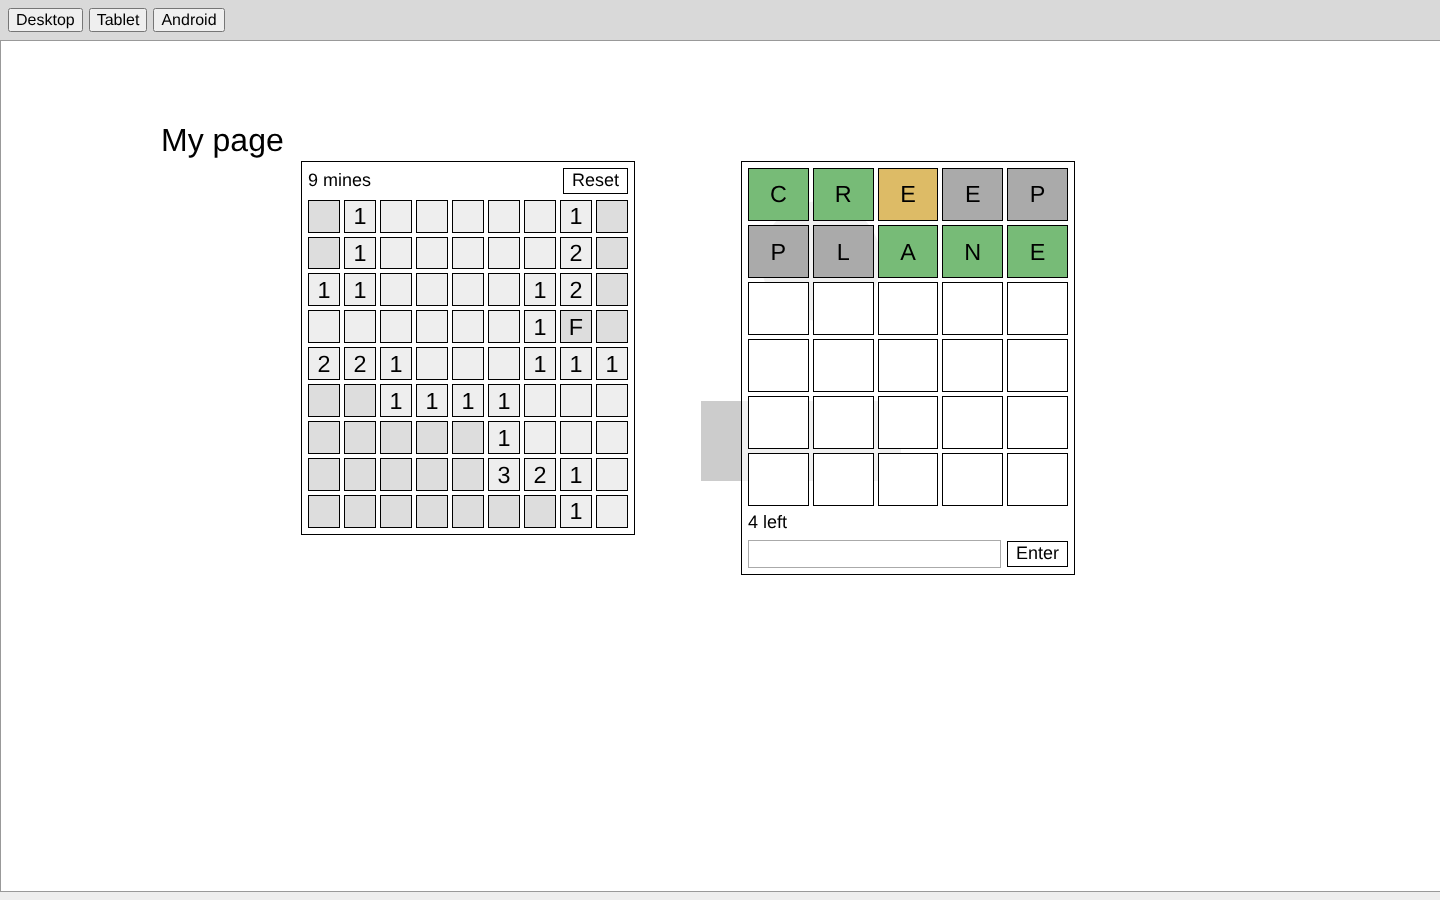 Desktop Tablet Android
My page
9 mines Reset
1 1
1 2
1 1 1 2
1 F
2 2 1 1 1 1
1 1 1 1
1
3 2 1
1
C R E E P
P L A N E
4 left
Enter